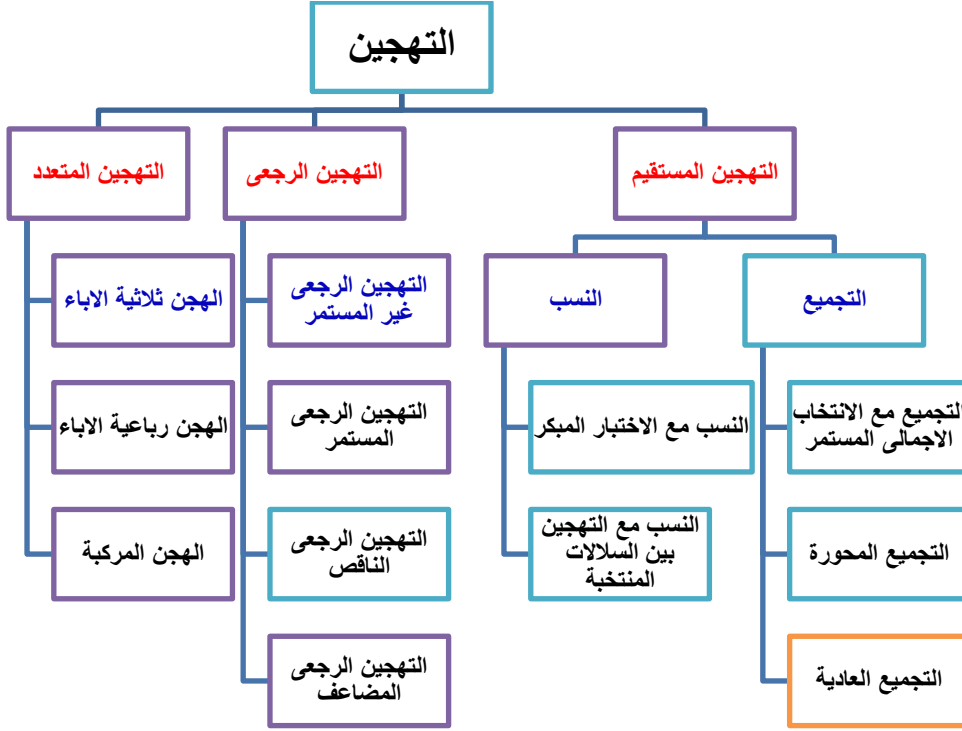 التهجين
التهجين المستقيم
التهجين الرجعى
التهجين المتعدد
التجميع
النسب
التهجين الرجعى
غير المستمر
الهجن ثلاثية الاباء
التجميع مع الانتخاب
الاجمالى المستمر
النسب مع الاختبار المبكر
التهجين الرجعى
المستمر
الهجن رباعية الاباء
التجميع المحورة
النسب مع التهجين
بين السلالات
المنتخبة
التهجين الرجعى
الناقص
الهجن المركبة
التجميع العادية
التهجين الرجعى
المضاعف